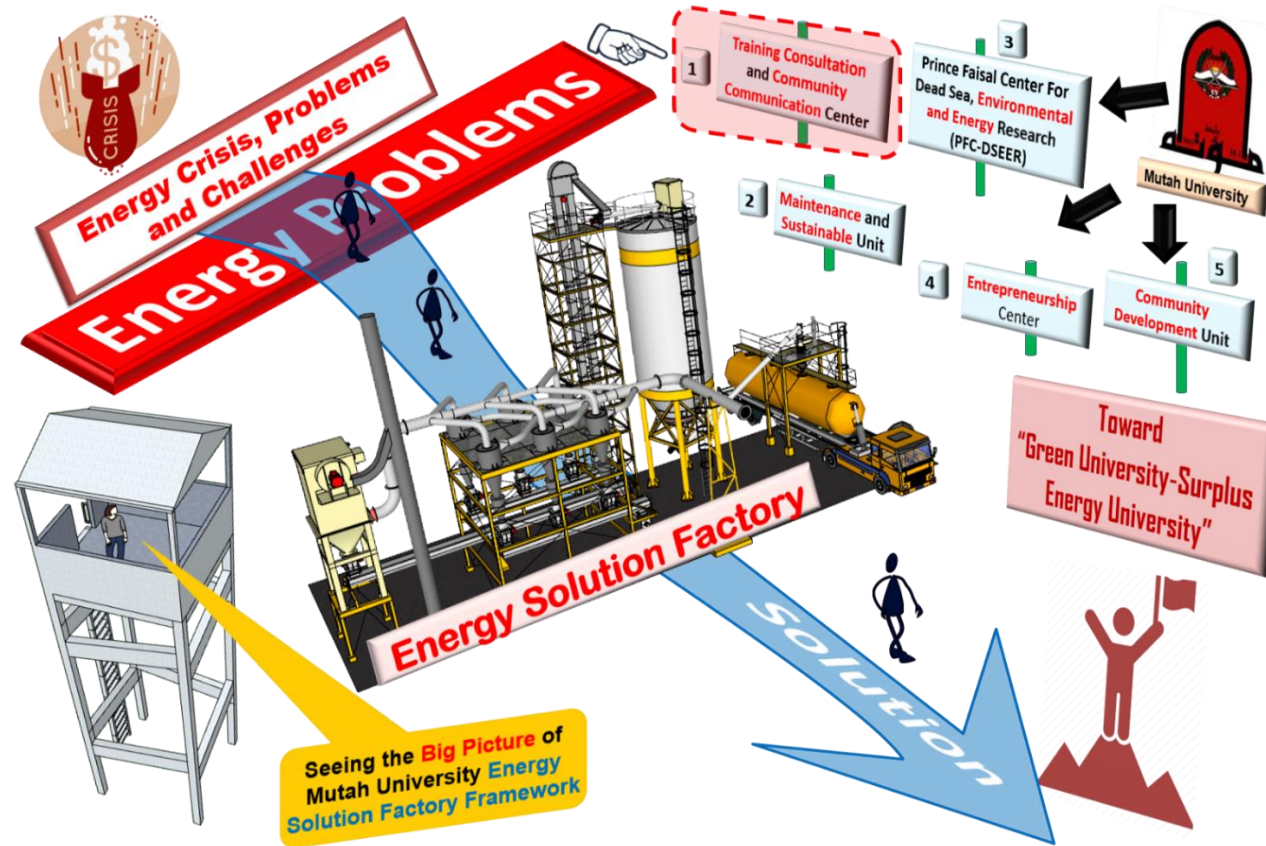 $
CRISIS
Energy Crisis, Problems
and Challenges
Energy Problems
1
Training Consultation
and Community
Communication Center
2
Maintenance and
Sustainable Unit
3
Prince Faisal Center For
Dead Sea, Environmental
and Energy Research
(PFC-DSEER)
Mutah University
4
Entrepreneurship
Center
5
Community
Development Unit
Toward
"Green University-Surplus
Energy University"
Energy Solution Factory
Solution
Seeing the Big Picture of
Mutah University Energy
Solution Factory Framework